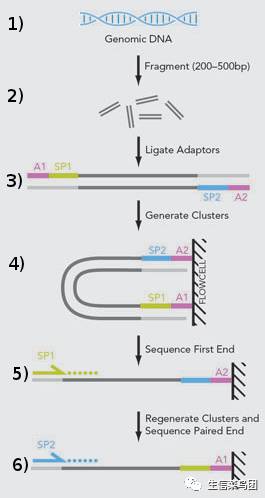 1)
Genomic DNA
Fragment (200–500bp)
2)
Ligate Adaptors
A1 SP1
3)
SP2 A2
Generate Clusters
SP2 A2
4)
FLOWCELL
SP1 A1
Sequence First End
SP1
5)
A2
Regenerate Clusters and
Sequence Paired End
SP2
6)
A1
生信菜鸟团